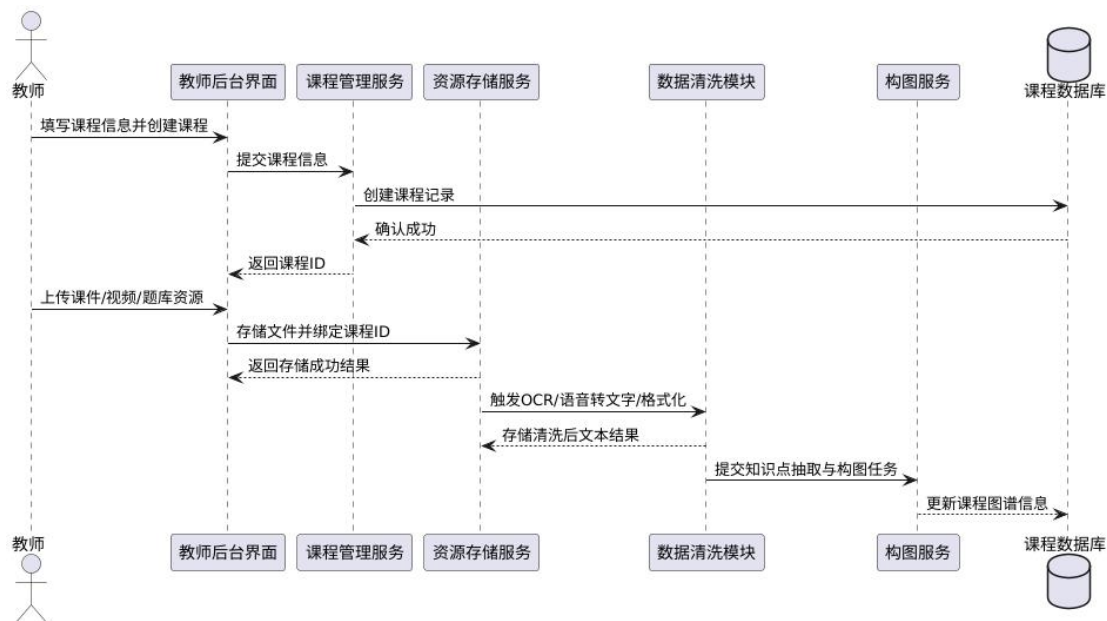 教师
教师后台界面
课程管理服务
资源存储服务
数据清洗模块
构图服务
课程数据库
填写课程信息并创建课程
提交课程信息
创建课程记录
确认成功
返回课程ID
上传课件/视频/题库资源
存储文件并绑定课程ID
返回存储成功结果
触发OCR/语音转文字/格式化
存储清洗后文本结果
提交知识点抽取与构图任务
更新课程图谱信息
教师
教师后台界面
课程管理服务
资源存储服务
数据清洗模块
构图服务
课程数据库